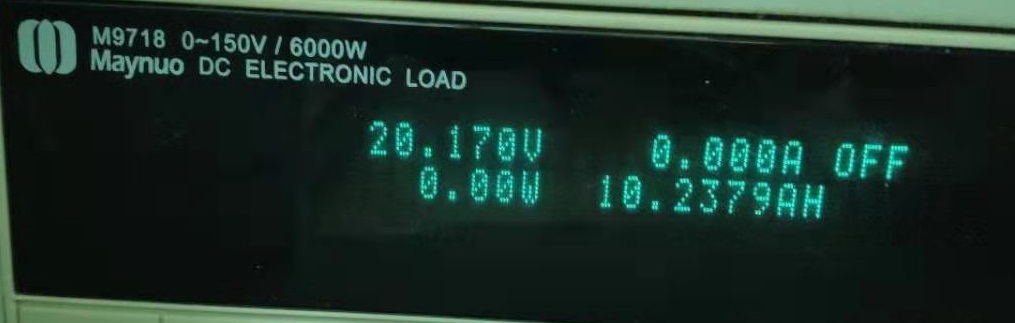 M9718 0~150V / 6000W
Maynuo DC ELECTRONIC LOAD
20.170V 0.000A OFF
0.00W 10.2379AH